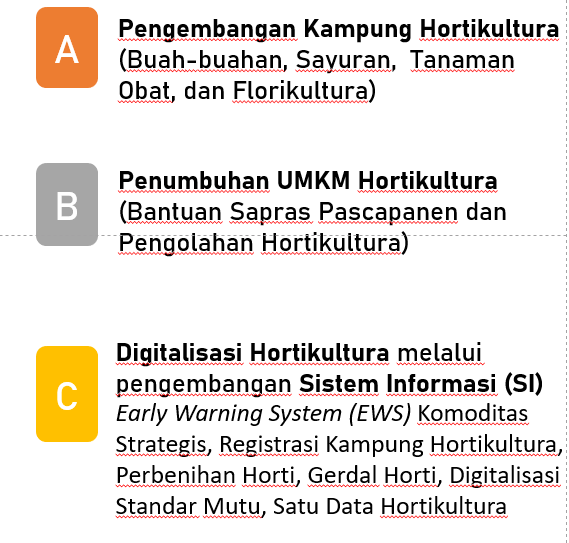 A
Pengembangan Kampung Hortikultura
(Buah-buahan, Sayuran, Tanaman
Obat, dan Florikultura)
B
Penumbuhan UMKM Hortikultura
(Bantuan Sapras Pascapanen dan
Pengolahan Hortikultura)
C
Digitalisasi Hortikultura melalui
pengembangan Sistem Informasi (SI)
Early Warning System (EWS) Komoditas
Strategis, Registrasi Kampung Hortikultura,
Perbenihan Horti, Gerdal Horti, Digitalisasi
Standar Mutu, Satu Data Hortikultura